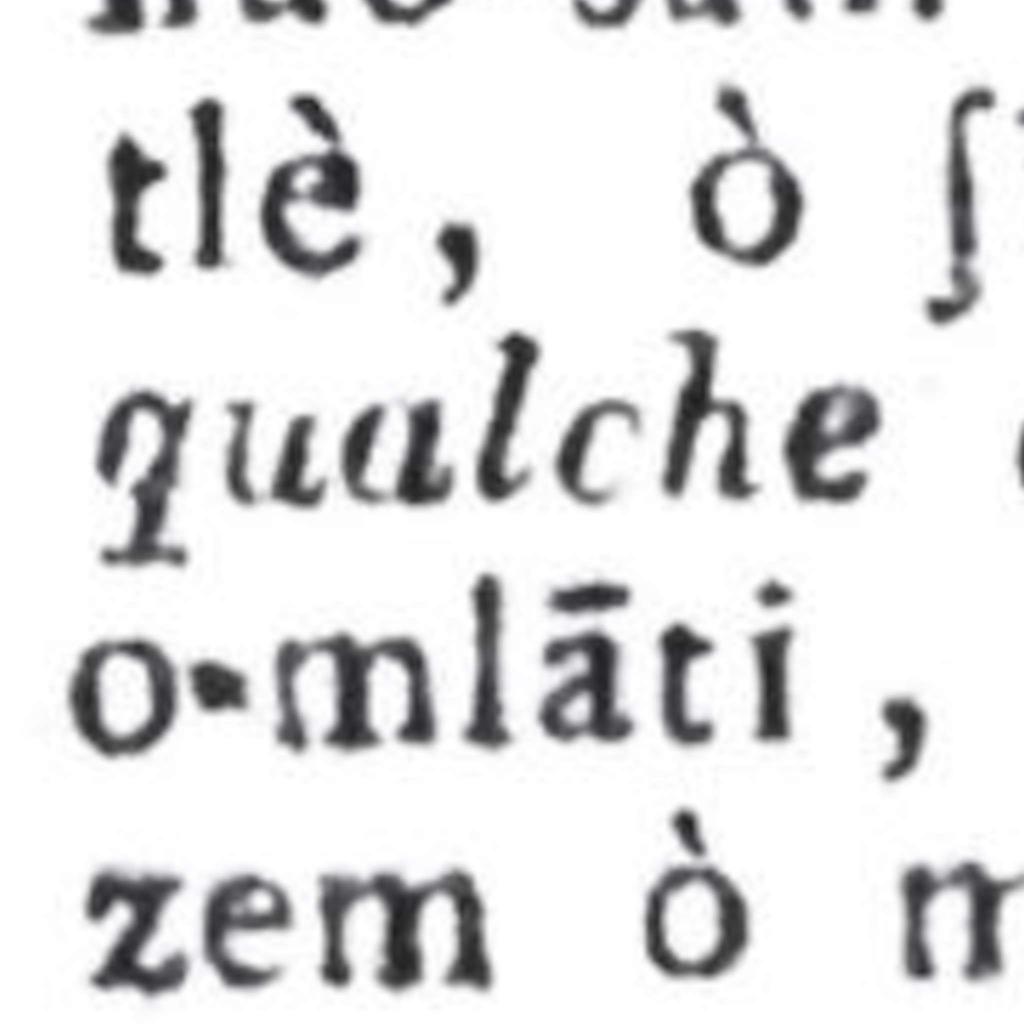 tlè, ò ſ
qualche
o-mlāti,
zem ò m